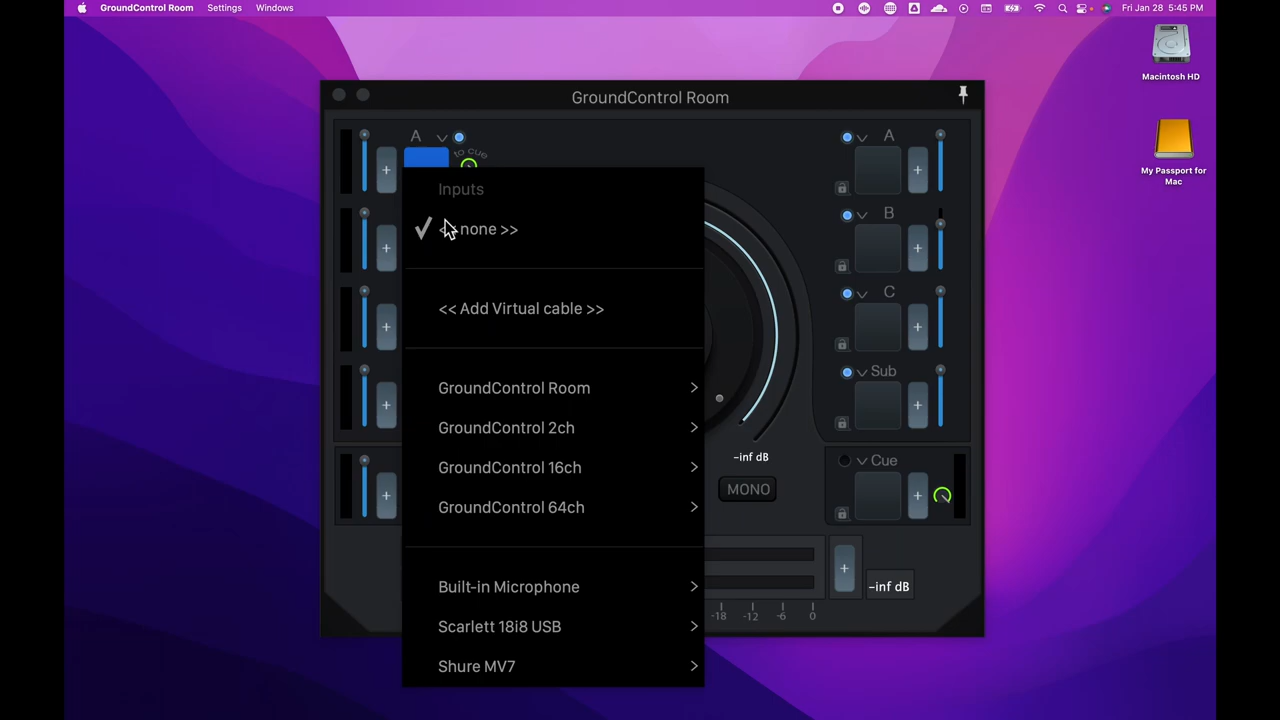 GroundControl Room Settings Windows Fri Jan 28 5:45 PM
Macintosh HD
My Passport for
Mac
GroundControl Room
A
to cue
Inputs
none >>
<< Add Virtual cable >>
GroundControl Room
GroundControl 2ch
GroundControl 16ch
GroundControl 64ch
Built-in Microphone
Scarlett 18i8 USB
Shure MV7
A
B
C
Sub
Cue
-inf dB
MONO
-inf dB
-18 -12 -6 0